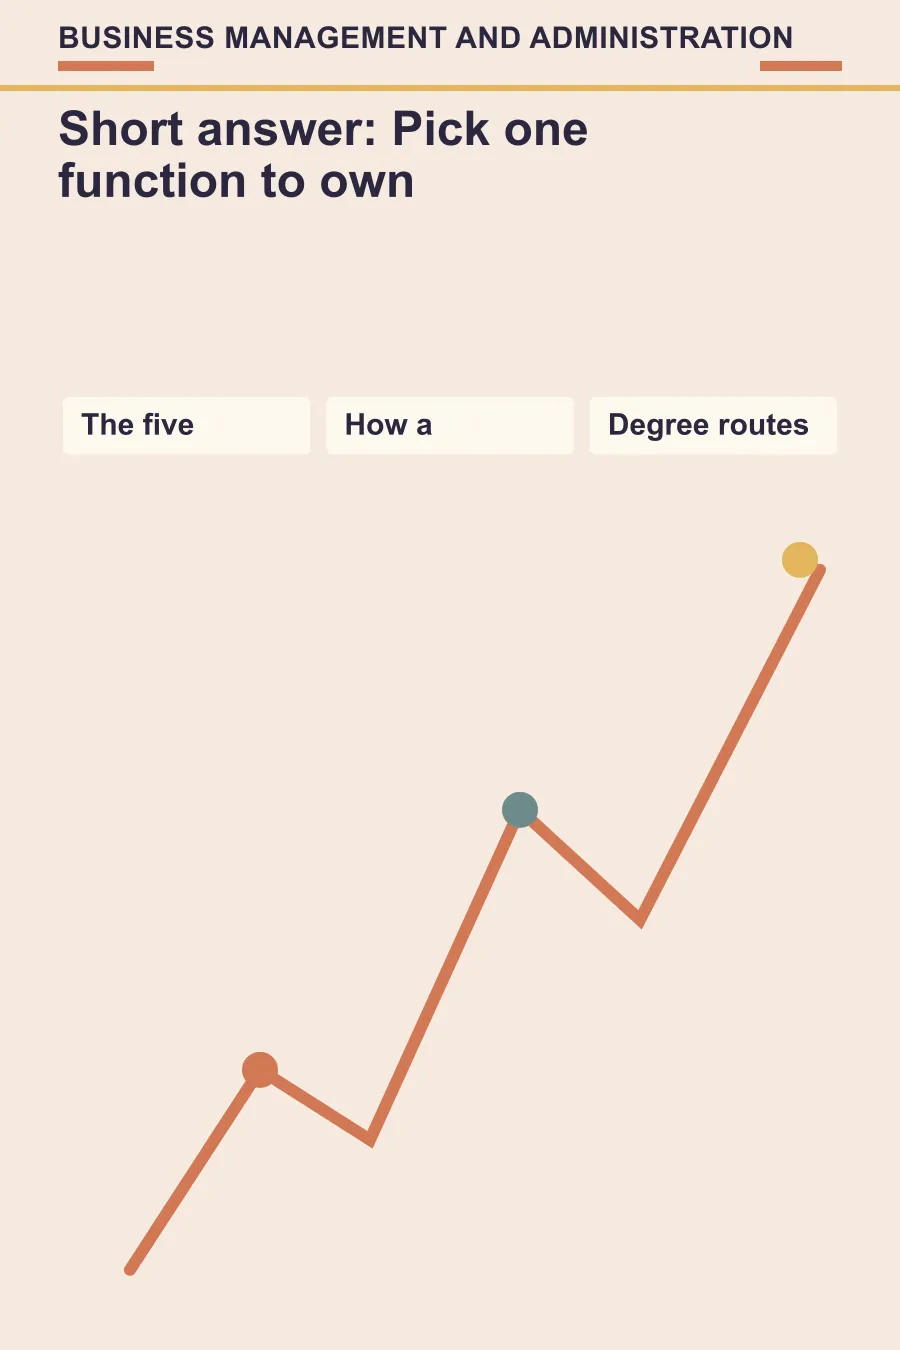 BUSINESS MANAGEMENT AND ADMINISTRATION
Short answer: Pick one
function to own
The five
How a
Degree routes